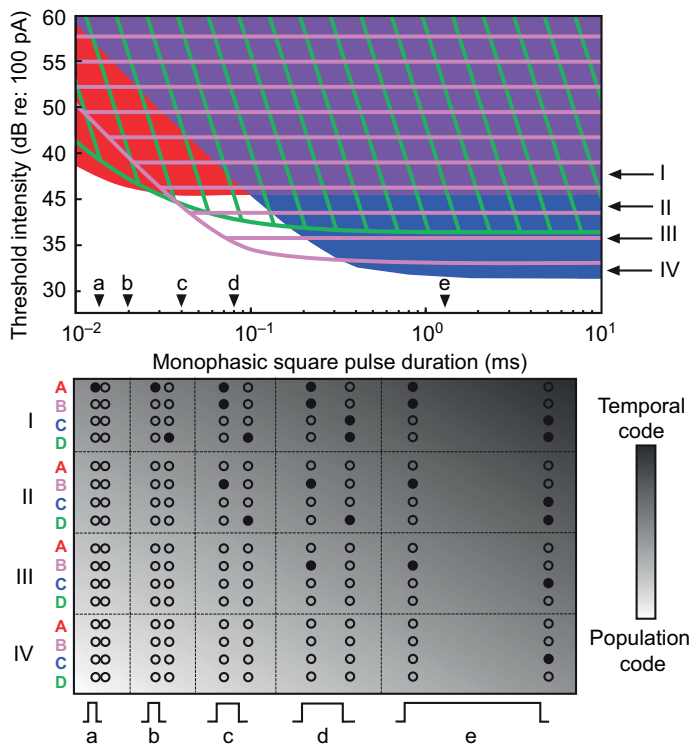 Threshold intensity (dB re: 100 pA)
60
55
50
40
45
35
30
I
II
III
IV
a b c d e
10⁻² 10⁻¹ 10⁰ 10¹
Monophasic square pulse duration (ms)
I
A
B
C
D
II
A
B
C
D
III
A
B
C
D
IV
A
B
C
D
a b c d e
Temporal
code
Population
code